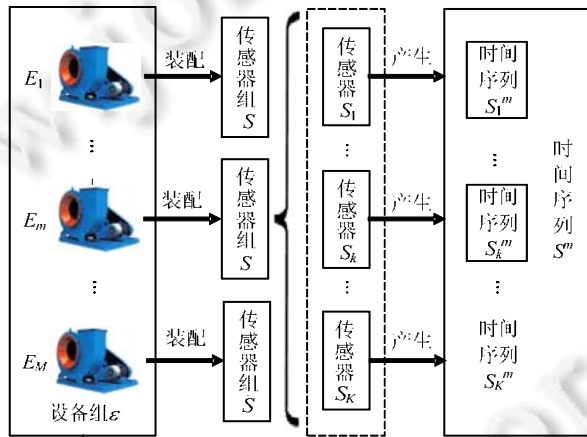 E₁
装配
传感器组 S
传感器 S₁
产生
时间
序列
S₁ᵐ
...
...
...
Eₘ
装配
传感器组 S
传感器 Sₖ
产生
时间
序列
Sₖᵐ
时间序列 Sᵐ
...
...
...
E_M
装配
传感器组 S
传感器 S_K
产生
时间
序列
S_Kᵐ
设备组ε